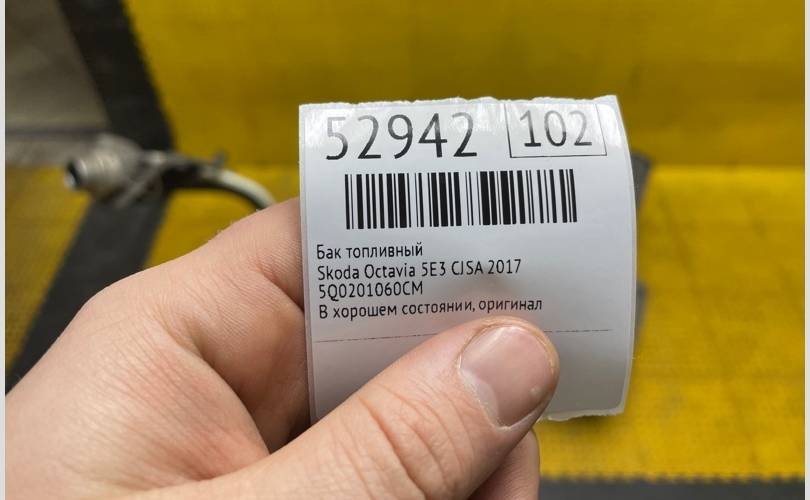 52942 102
Бак топливный
Skoda Octavia 5E3 CJSA 2017
5Q0201060CM
В хорошем состоянии, оригинал